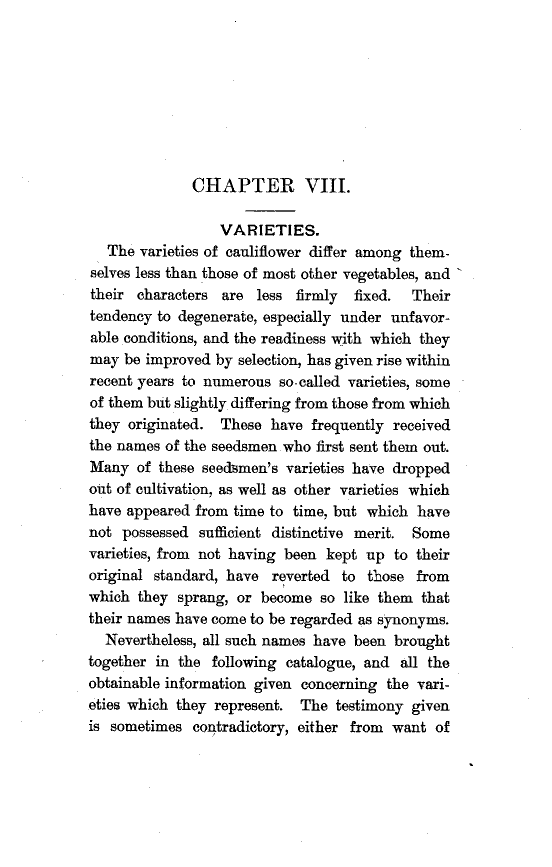 CHAPTER VIII.
VARIETIES.
The varieties of cauliflower differ among them-
selves less than those of most other vegetables, and
their characters are less firmly fixed. Their
tendency to degenerate, especially under unfavor-
able conditions, and the readiness with which they
may be improved by selection, has given rise within
recent years to numerous so-called varieties, some
of them but slightly differing from those from which
they originated. These have frequently received
the names of the seedsmen who first sent them out.
Many of these seedsmen's varieties have dropped
out of cultivation, as well as other varieties which
have appeared from time to time, but which have
not possessed sufficient distinctive merit. Some
varieties, from not having been kept up to their
original standard, have reverted to those from
which they sprang, or become so like them that
their names have come to be regarded as synonyms.
Nevertheless, all such names have been brought
together in the following catalogue, and all the
obtainable information given concerning the vari-
eties which they represent. The testimony given
is sometimes contradictory, either from want of